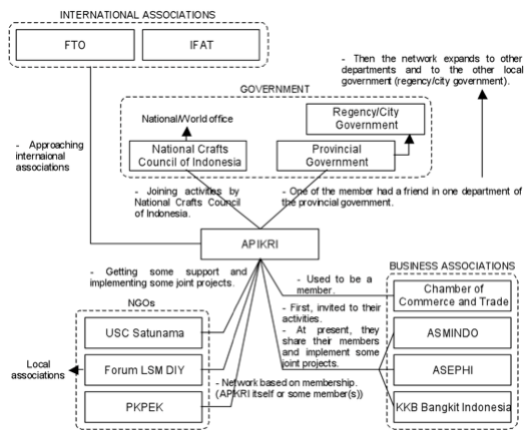 INTERNATIONAL ASSOCIATIONS
FTO
IFAT
- Then the network expands to other
departments and to the other local
government (regency/city government).
GOVERNMENT
National/World office
Regency/City
Government
National Crafts
Council of Indonesia
Provincial
Government
- Approaching
internaional
associations
- Joining activities by
National Crafts Council
of Indonesia.
- One of the member had a friend in one department of
the provincial government.
APIKRI
- Getting some support and
implementing some joint projects.
- Used to be a
member.
BUSINESS ASSOCIATIONS
Chamber of
Commerce and Trade
NGOs
- First, invited to their
activities.
- At present, they
share their members
and implement some
joint projects.
USC Satunama
ASMINDO
Local
associations
Forum LSM DIY
ASEPHI
- Network based on membership.
(APIKRI itself or some member(s))
PKPEK
KKB Bangkit Indonesia